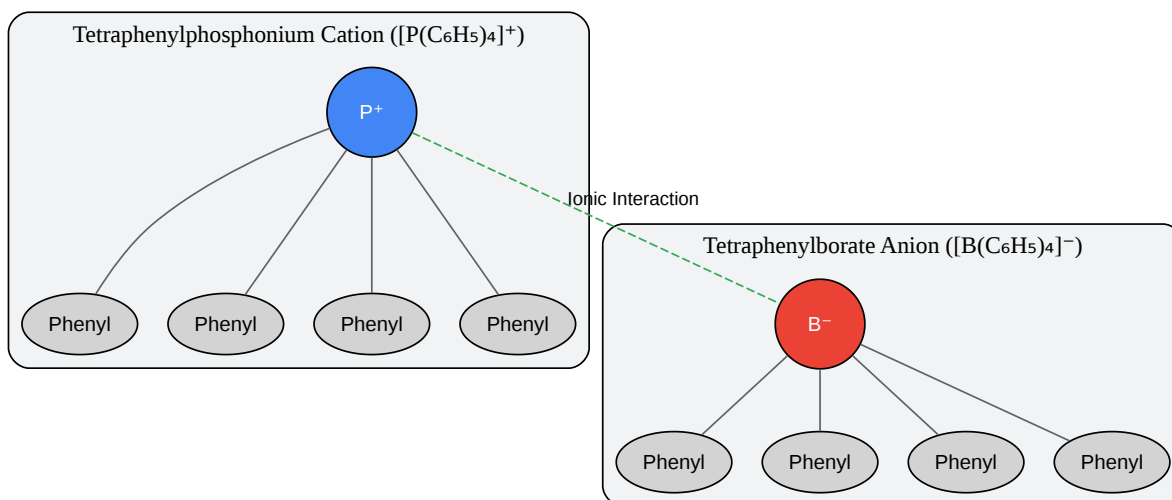 Tetraphenylphosphonium Cation ([P(C₆H₅)₄]⁺)
P⁺
Ionic Interaction
Phenyl
Phenyl
Phenyl
Phenyl
Tetraphenylborate Anion ([B(C₆H₅)₄]⁻)
B⁻
Phenyl
Phenyl
Phenyl
Phenyl